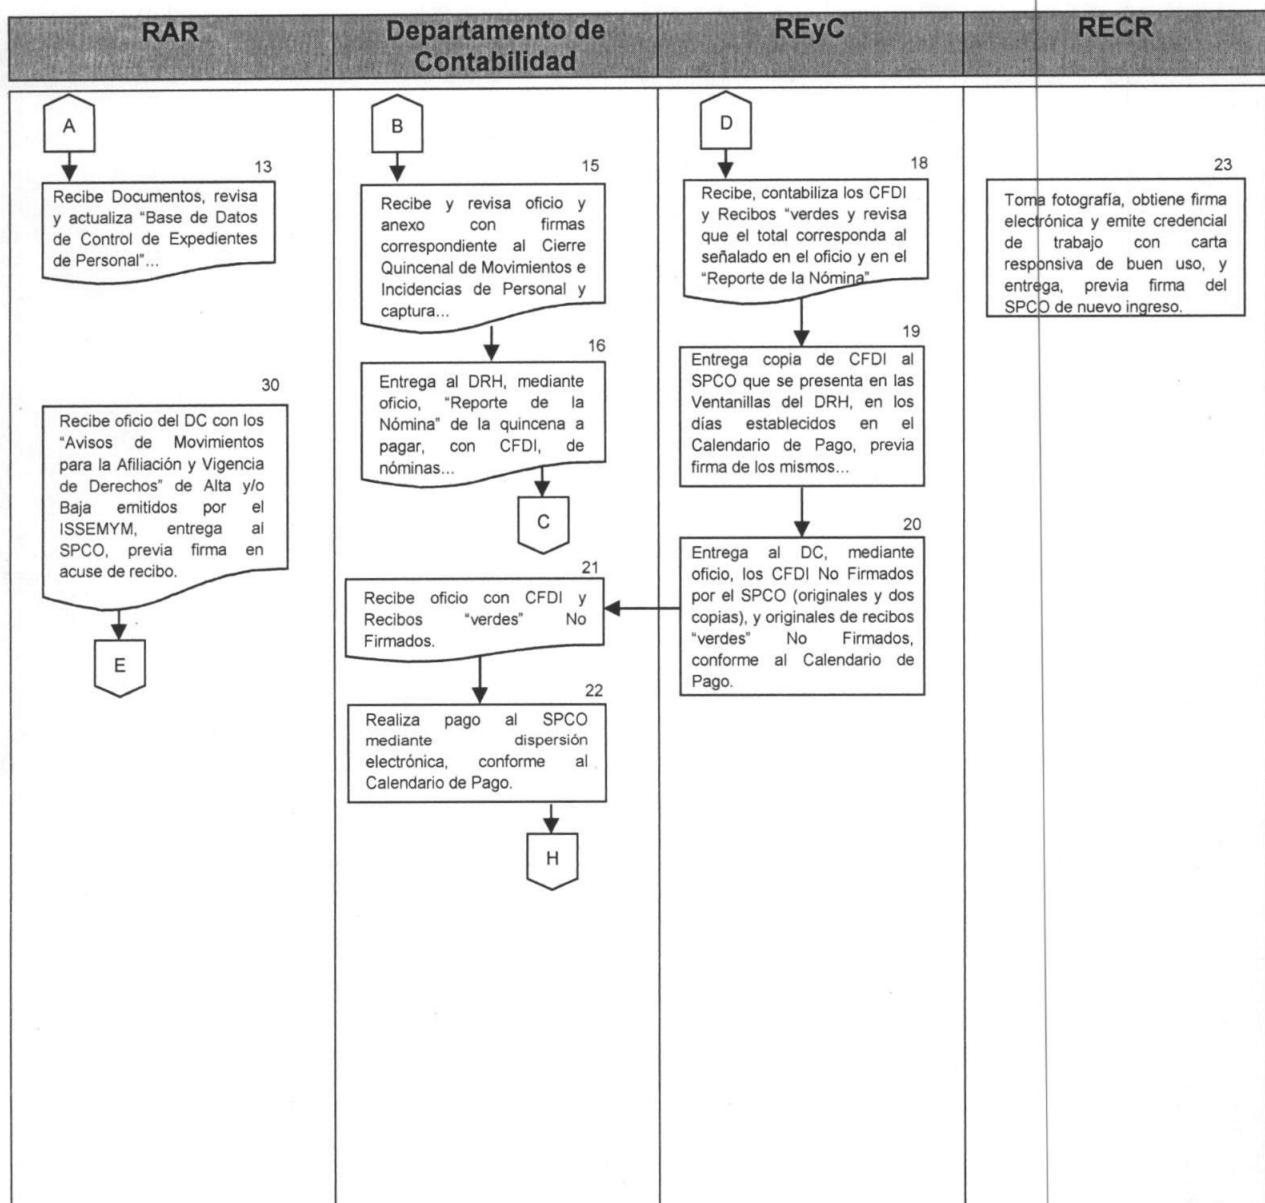 RAR
Departamento de
Contabilidad
REyC
RECR
A
13
Recibe Documentos, revisa
y actualiza “Base de Datos
de Control de Expedientes
de Personal”...
30
Recibe oficio del DC con los
“Avisos de Movimientos
para la Afiliación y Vigencia
de Derechos” de Alta y/o
Baja emitidos por el
ISSEMYM, entrega al
SPCO, previa firma en
acuse de recibo.
E
B
15
Recibe y revisa oficio y
anexo con firmas
correspondiente al Cierre
Quincenal de Movimientos e
Incidencias de Personal y
captura...
16
Entrega al DRH, mediante
oficio, “Reporte de la
Nómina” de la quincena a
pagar, con CFDI, de
nóminas...
C
21
Recibe oficio con CFDI y
Recibos “verdes” No
Firmados.
22
Realiza pago al SPCO
mediante dispersión
electrónica, conforme al
Calendario de Pago.
H
D
18
Recibe, contabiliza los CFDI
y Recibos “verdes y revisa
que el total corresponda al
señalado en el oficio y en el
“Reporte de la Nómina”
19
Entrega copia de CFDI al
SPCO que se presenta en las
Ventanillas del DRH, en los
días establecidos en el
Calendario de Pago, previa
firma de los mismos...
20
Entrega al DC, mediante
oficio, los CFDI No Firmados
por el SPCO (originales y dos
copias), y originales de recibos
“verdes” No Firmados,
conforme al Calendario de
Pago.
23
Toma fotografía, obtiene firma
electrónica y emite credencial
de trabajo con carta
responsiva de buen uso, y
entrega, previa firma del
SPCO de nuevo ingreso.